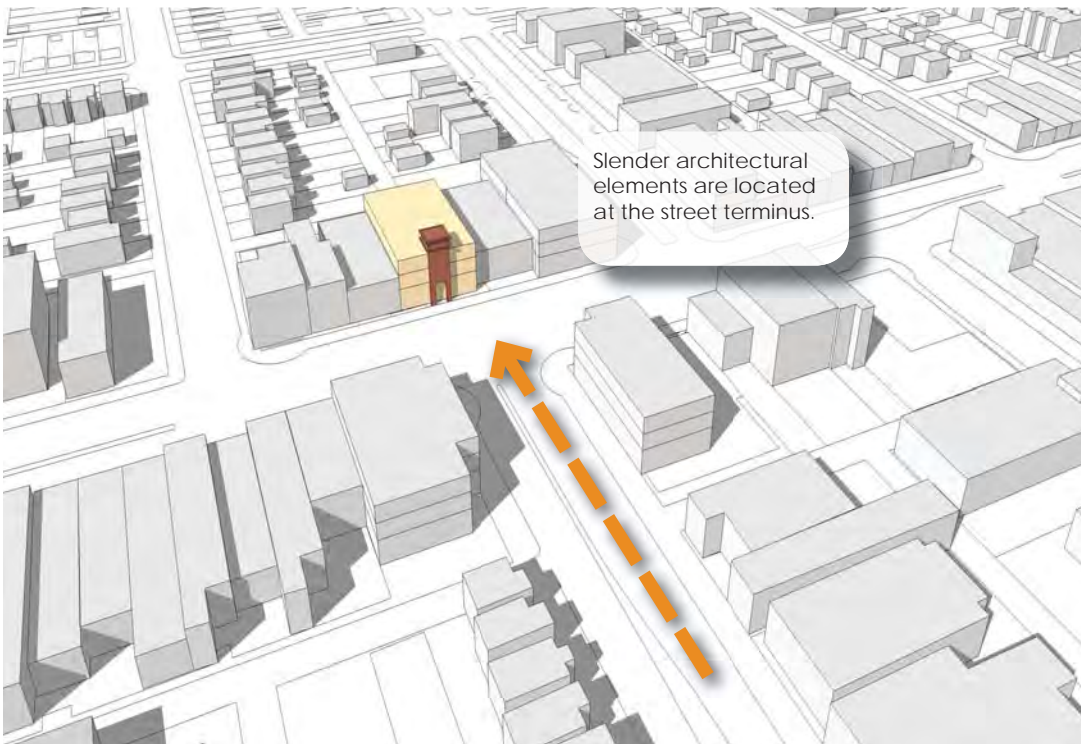 Slender architectural
elements are located
at the street terminus.